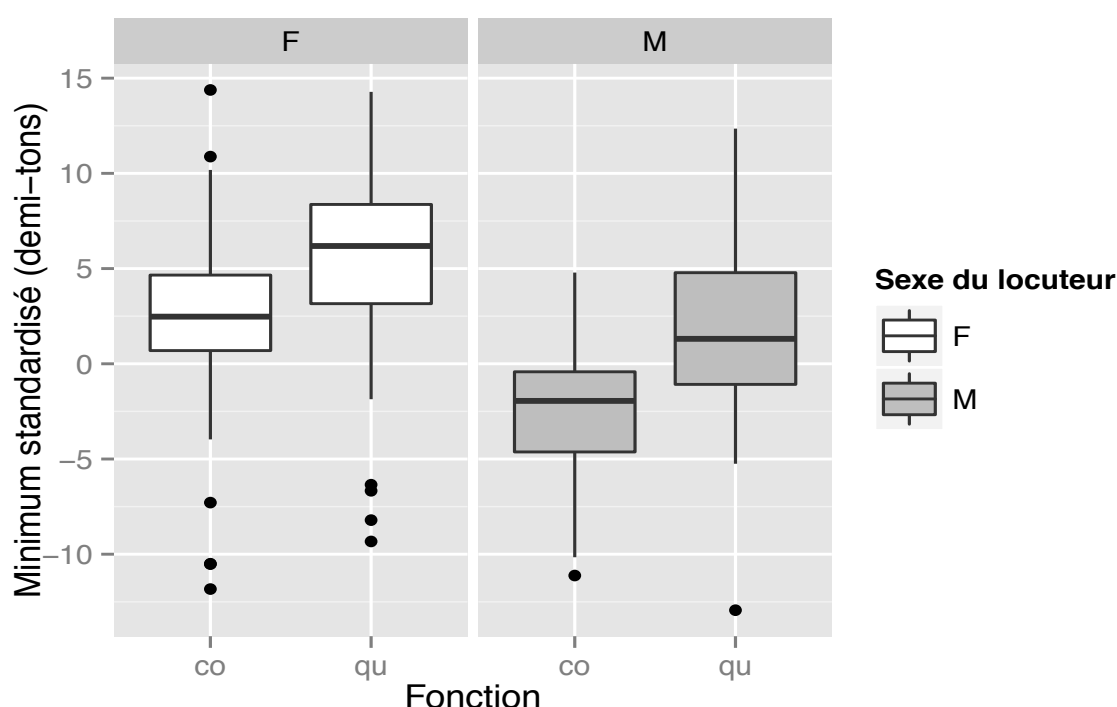 F
M
Minimum standardisé (demi−tons)
15
10
5
0
−5
−10
co
qu
co
qu
Fonction
Sexe du locuteur
F
M